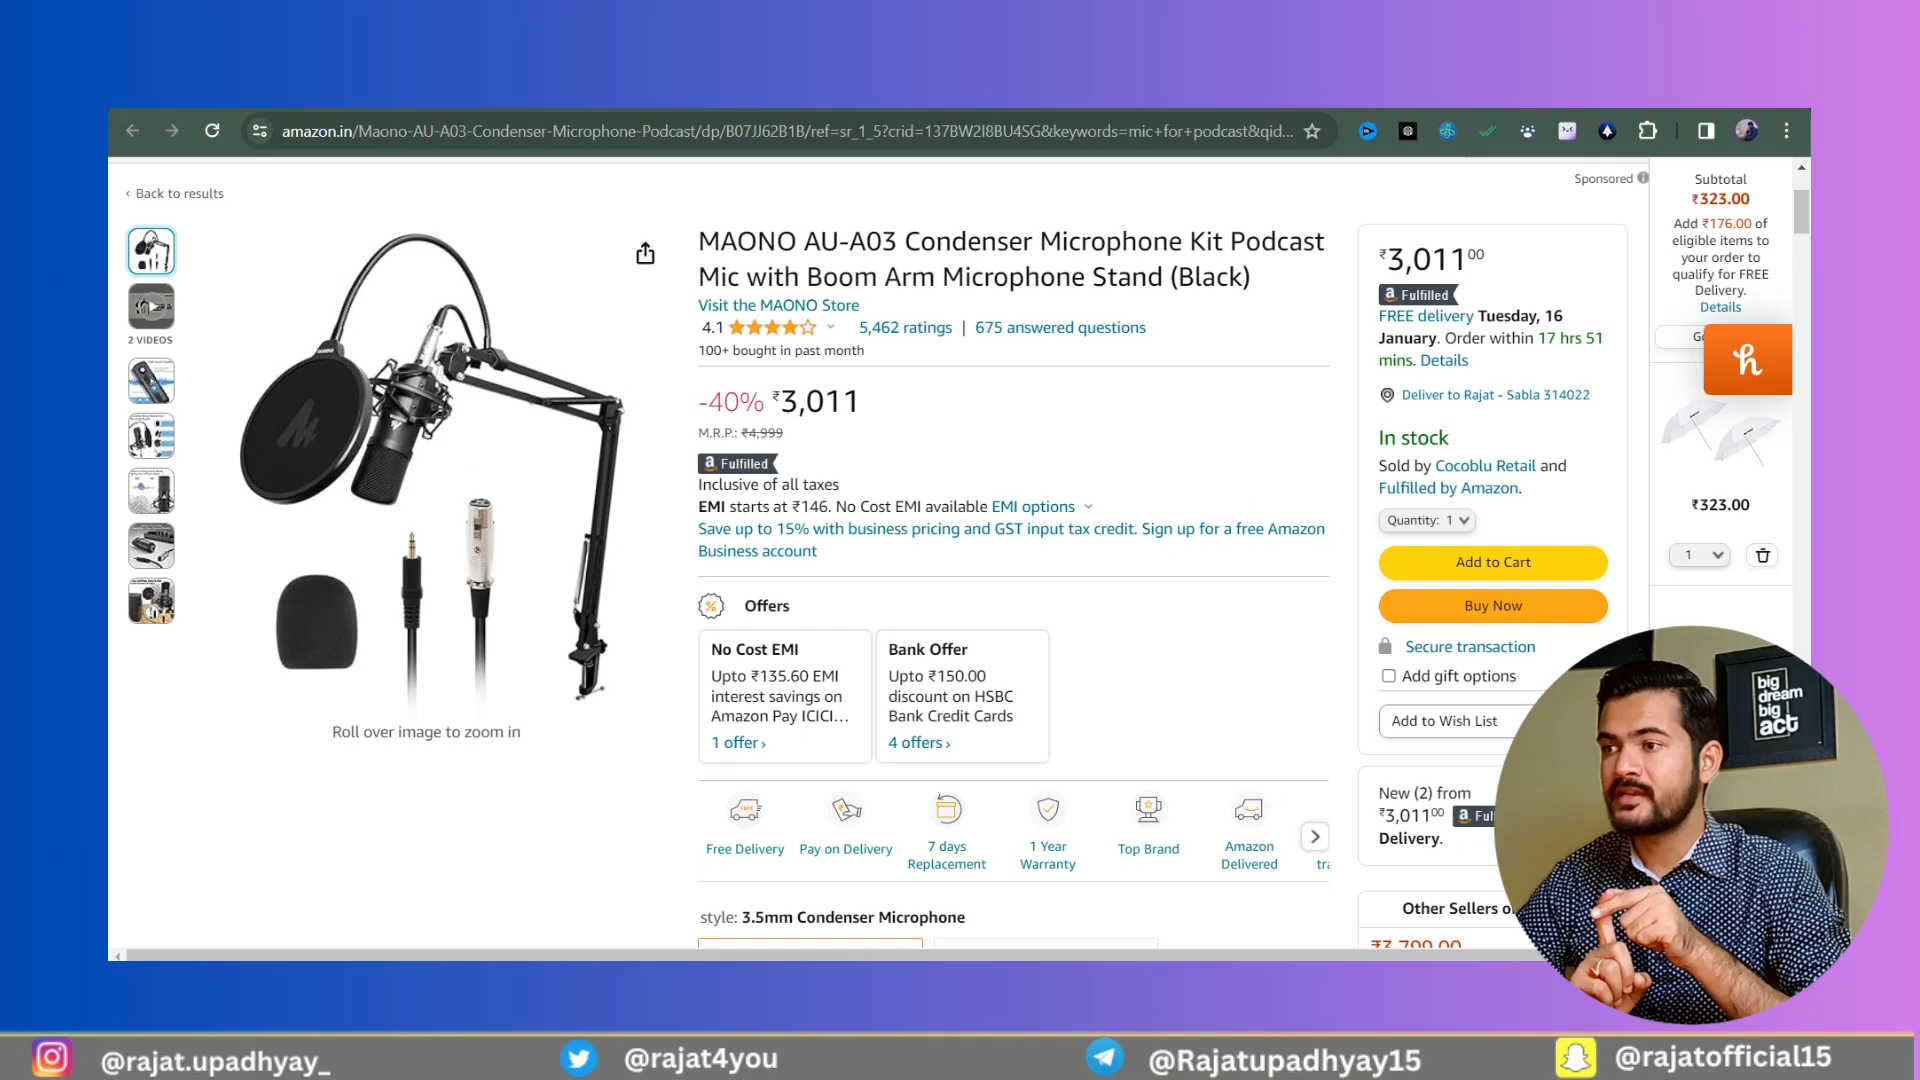 amazon.in/Maono-AU-A03-Condenser-Microphone-Podcast/dp/B07JJ62B1B/ref=sr_1_5?crid=137BW2I8BU4SG&keywords=mic+for+podcast&qid...
‹ Back to results
Sponsored
2 VIDEOS
Roll over image to zoom in
MAONO AU-A03 Condenser Microphone Kit Podcast
Mic with Boom Arm Microphone Stand (Black)
Visit the MAONO Store
4.1 5,462 ratings | 675 answered questions
100+ bought in past month
-40% ₹3,011
M.R.P.: ₹4,999
a Fulfilled
Inclusive of all taxes
EMI starts at ₹146. No Cost EMI available EMI options
Save up to 15% with business pricing and GST input tax credit. Sign up for a free Amazon
Business account
Offers
No Cost EMI
Upto ₹135.60 EMI
interest savings on
Amazon Pay ICICI…
1 offer ›
Bank Offer
Upto ₹150.00
discount on HSBC
Bank Credit Cards
4 offers ›
Free Delivery
Pay on Delivery
7 days
Replacement
1 Year
Warranty
Top Brand
Amazon
Delivered
style: 3.5mm Condenser Microphone
₹3,011 00
a Fulfilled
FREE delivery Tuesday, 16
January. Order within 17 hrs 51
mins. Details
Deliver to Rajat - Sabla 314022
In stock
Sold by Cocoblu Retail and
Fulfilled by Amazon.
Quantity: 1
Add to Cart
Buy Now
Secure transaction
Add gift options
Add to Wish List
New (2) from
₹3,011 00 a Ful
Delivery.
Other Sellers o
Subtotal
₹323.00
Add ₹176.00 of
eligible items to
your order to
qualify for FREE
Delivery.
Details
₹323.00
1
big
dream
big
act
@rajat.upadhyay_
@rajat4you
@Rajatupadhyay15
@rajatofficial15